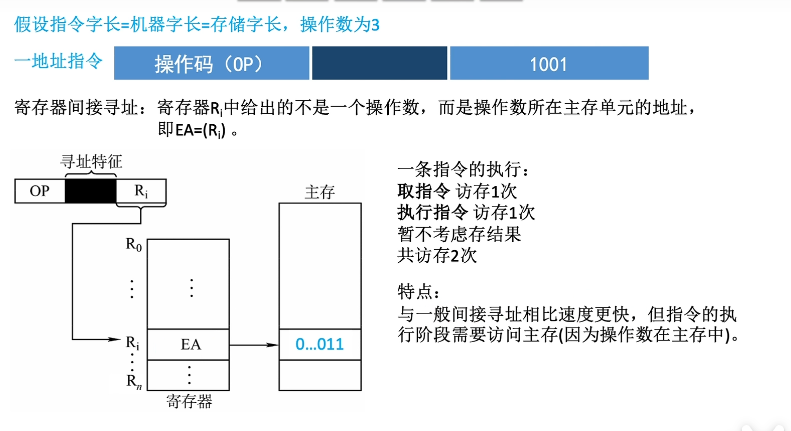 假设指令字长=机器字长=存储字长，操作数为3
一地址指令
操作码（OP）
1001
寄存器间接寻址：寄存器Ri中给出的不是一个操作数，而是操作数所在主存单元的地址，
即EA=(Ri) 。
寻址特征
OP
Ri
主存
R0
⋮
⋮
Ri
EA
0…011
⋮
⋮
Rn
寄存器
一条指令的执行：
取指令 访存1次
执行指令 访存1次
暂不考虑存结果
共访存2次
特点：
与一般间接寻址相比速度更快，但指令的执
行阶段需要访问主存(因为操作数在主存中)。